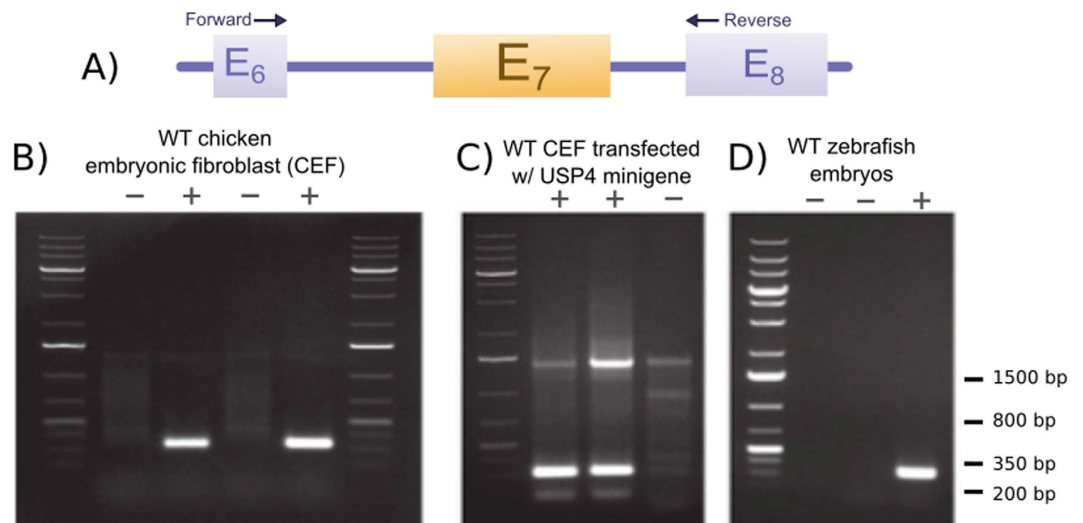 Forward
Reverse
A)
E6
E7
E8
B)
WT chicken
embryonic fibroblast (CEF)
− + − +
C)
WT CEF transfected
w/ USP4 minigene
+ + −
D)
WT zebrafish
embryos
− − +
1500 bp
800 bp
350 bp
200 bp